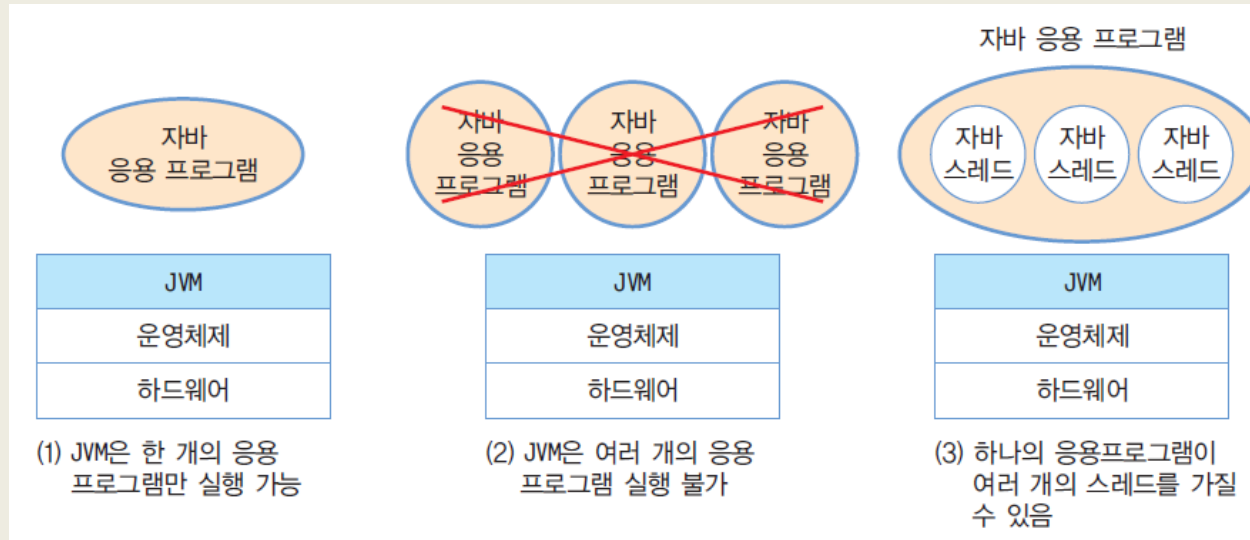 자바
응용 프로그램
JVM
운영체제
하드웨어
(1) JVM은 한 개의 응용
프로그램만 실행 가능
자바
응용
프로그램
자바
응용
프로그램
자바
응용
프로그램
JVM
운영체제
하드웨어
(2) JVM은 여러 개의 응용
프로그램 실행 불가
자바 응용 프로그램
자바
스레드
자바
스레드
자바
스레드
JVM
운영체제
하드웨어
(3) 하나의 응용프로그램이
여러 개의 스레드를 가질
수 있음